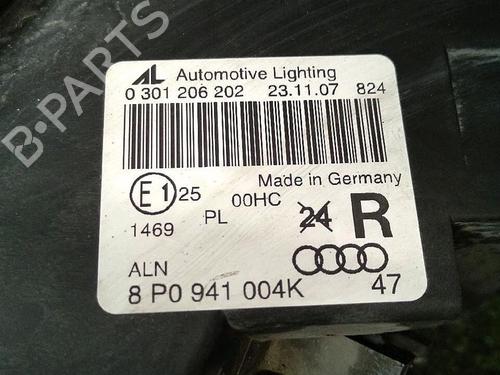 B-PARTS
AL Automotive Lighting
0 301 206 202 23.11.07 824
Made in Germany
E1 25 00HC
1469 PL 24 R
ALN
8 P0 941 004K 47